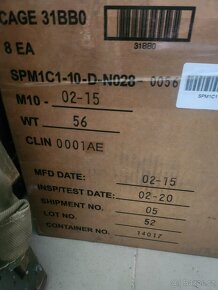 CAGE 31BB0
31BB0
8 EA
SPM1C1-10-D-N028-0056
SPM1C
M10- 02-15
WT 56
CLIN 0001AE
MFD DATE: 02-15
INSP/TEST DATE: 02-20
SHIPMENT NO. 05
LOT NO. 52
CONTAINER NO. 14017